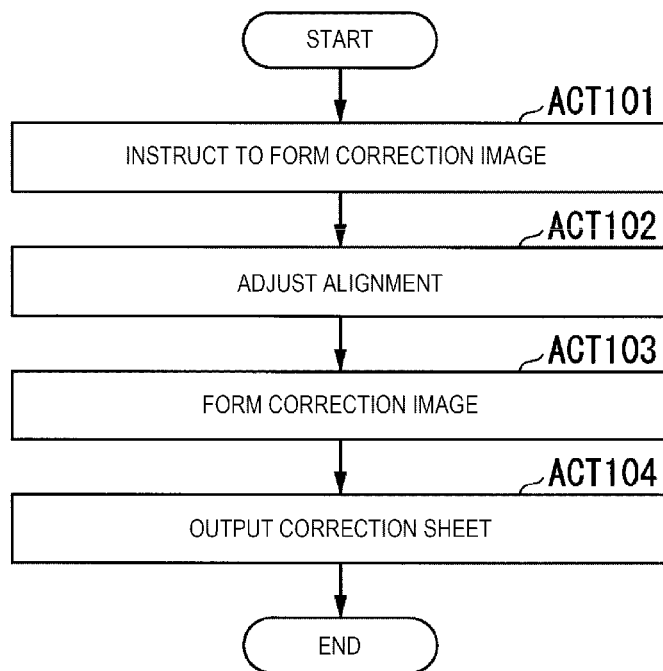 START
ACT101
INSTRUCT TO FORM CORRECTION IMAGE
ACT102
ADJUST ALIGNMENT
ACT103
FORM CORRECTION IMAGE
ACT104
OUTPUT CORRECTION SHEET
END